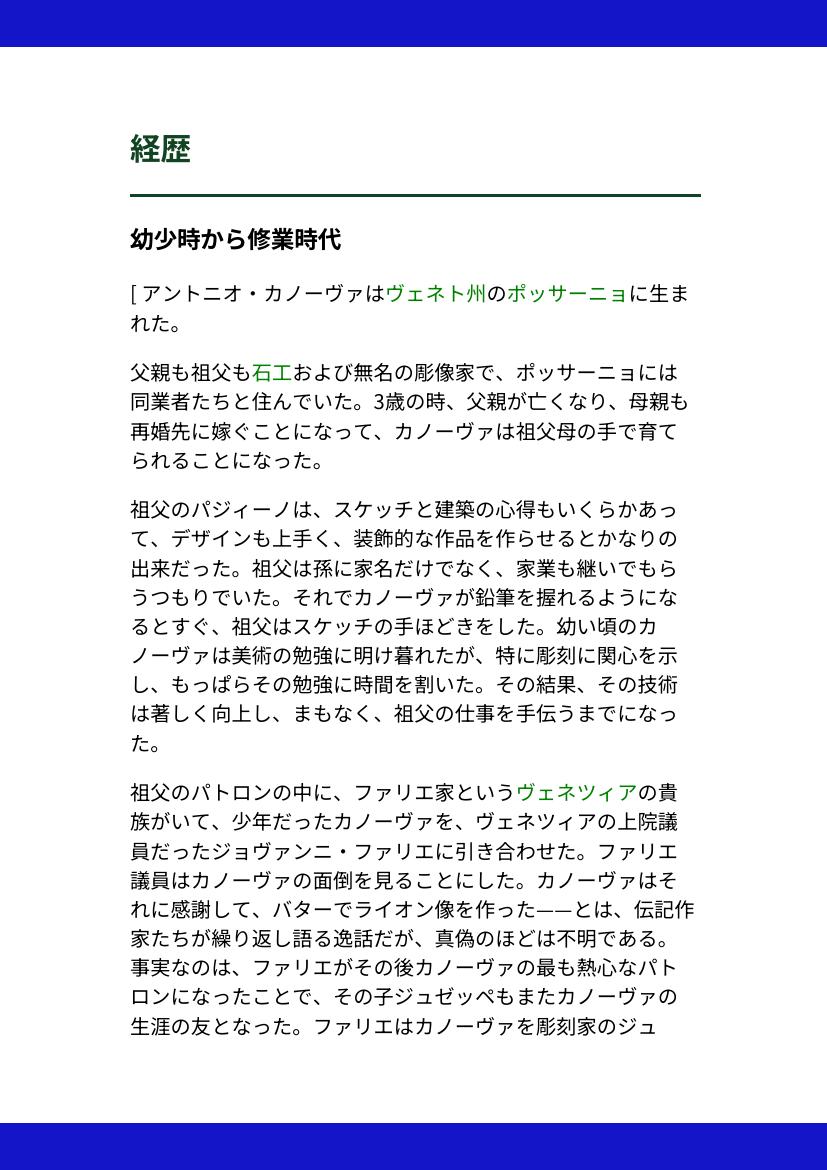 経歴
幼少時から修業時代
[ アントニオ・カノーヴァはヴェネト州のポッサーニョに生ま
れた。
父親も祖父も石工および無名の彫像家で、ポッサーニョには
同業者たちと住んでいた。3歳の時、父親が亡くなり、母親も
再婚先に嫁ぐことになって、カノーヴァは祖父母の手で育て
られることになった。
祖父のパジィーノは、スケッチと建築の心得もいくらかあっ
て、デザインも上手く、装飾的な作品を作らせるとかなりの
出来だった。祖父は孫に家名だけでなく、家業も継いでもら
うつもりでいた。それでカノーヴァが鉛筆を握れるようにな
るとすぐ、祖父はスケッチの手ほどきをした。幼い頃のカ
ノーヴァは美術の勉強に明け暮れたが、特に彫刻に関心を示
し、もっぱらその勉強に時間を割いた。その結果、その技術
は著しく向上し、まもなく、祖父の仕事を手伝うまでになっ
た。
祖父のパトロンの中に、ファリエ家というヴェネツィアの貴
族がいて、少年だったカノーヴァを、ヴェネツィアの上院議
員だったジョヴァンニ・ファリエに引き合わせた。ファリエ
議員はカノーヴァの面倒を見ることにした。カノーヴァはそ
れに感謝して、バターでライオン像を作った——とは、伝記作
家たちが繰り返し語る逸話だが、真偽のほどは不明である。
事実なのは、ファリエがその後カノーヴァの最も熱心なパト
ロンになったことで、その子ジュゼッペもまたカノーヴァの
生涯の友となった。ファリエはカノーヴァを彫刻家のジュ